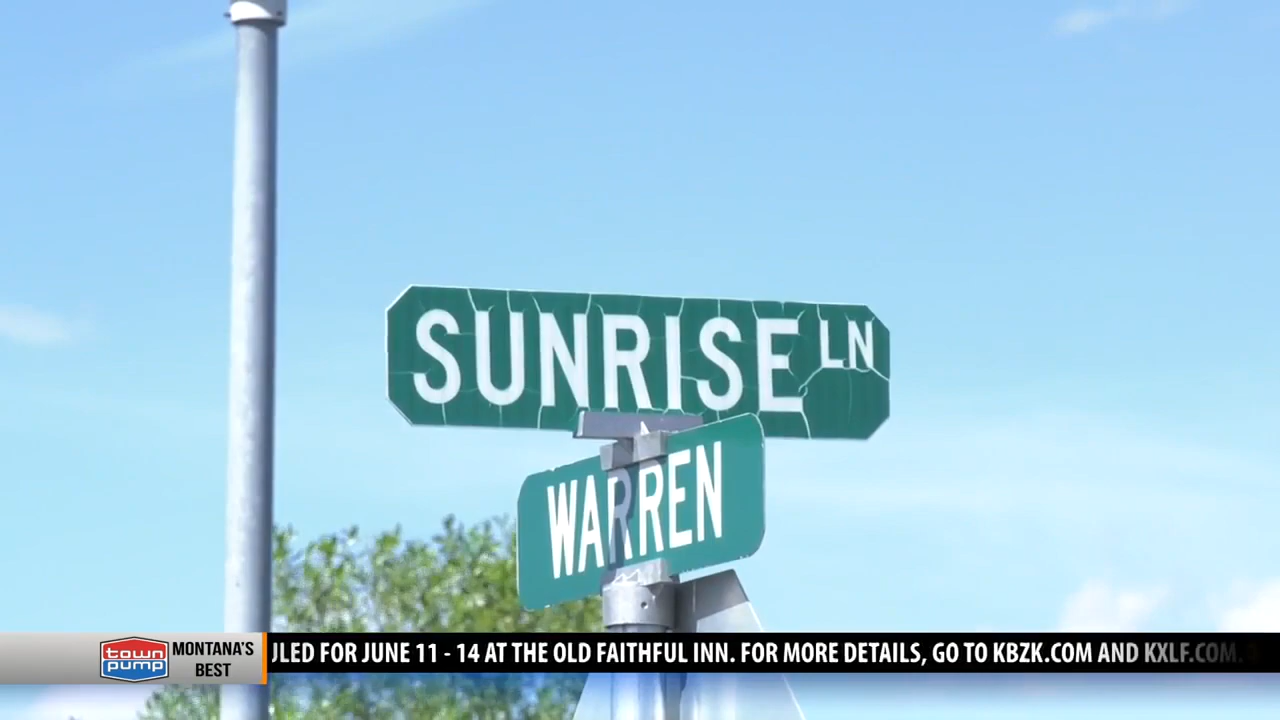 SUNRISE LN
WARREN
town pump
MONTANA'S BEST
FOR JUNE 11 - 14 AT THE OLD FAITHFUL INN. FOR MORE DETAILS, GO TO KBZK.COM AND KXLF.COM.